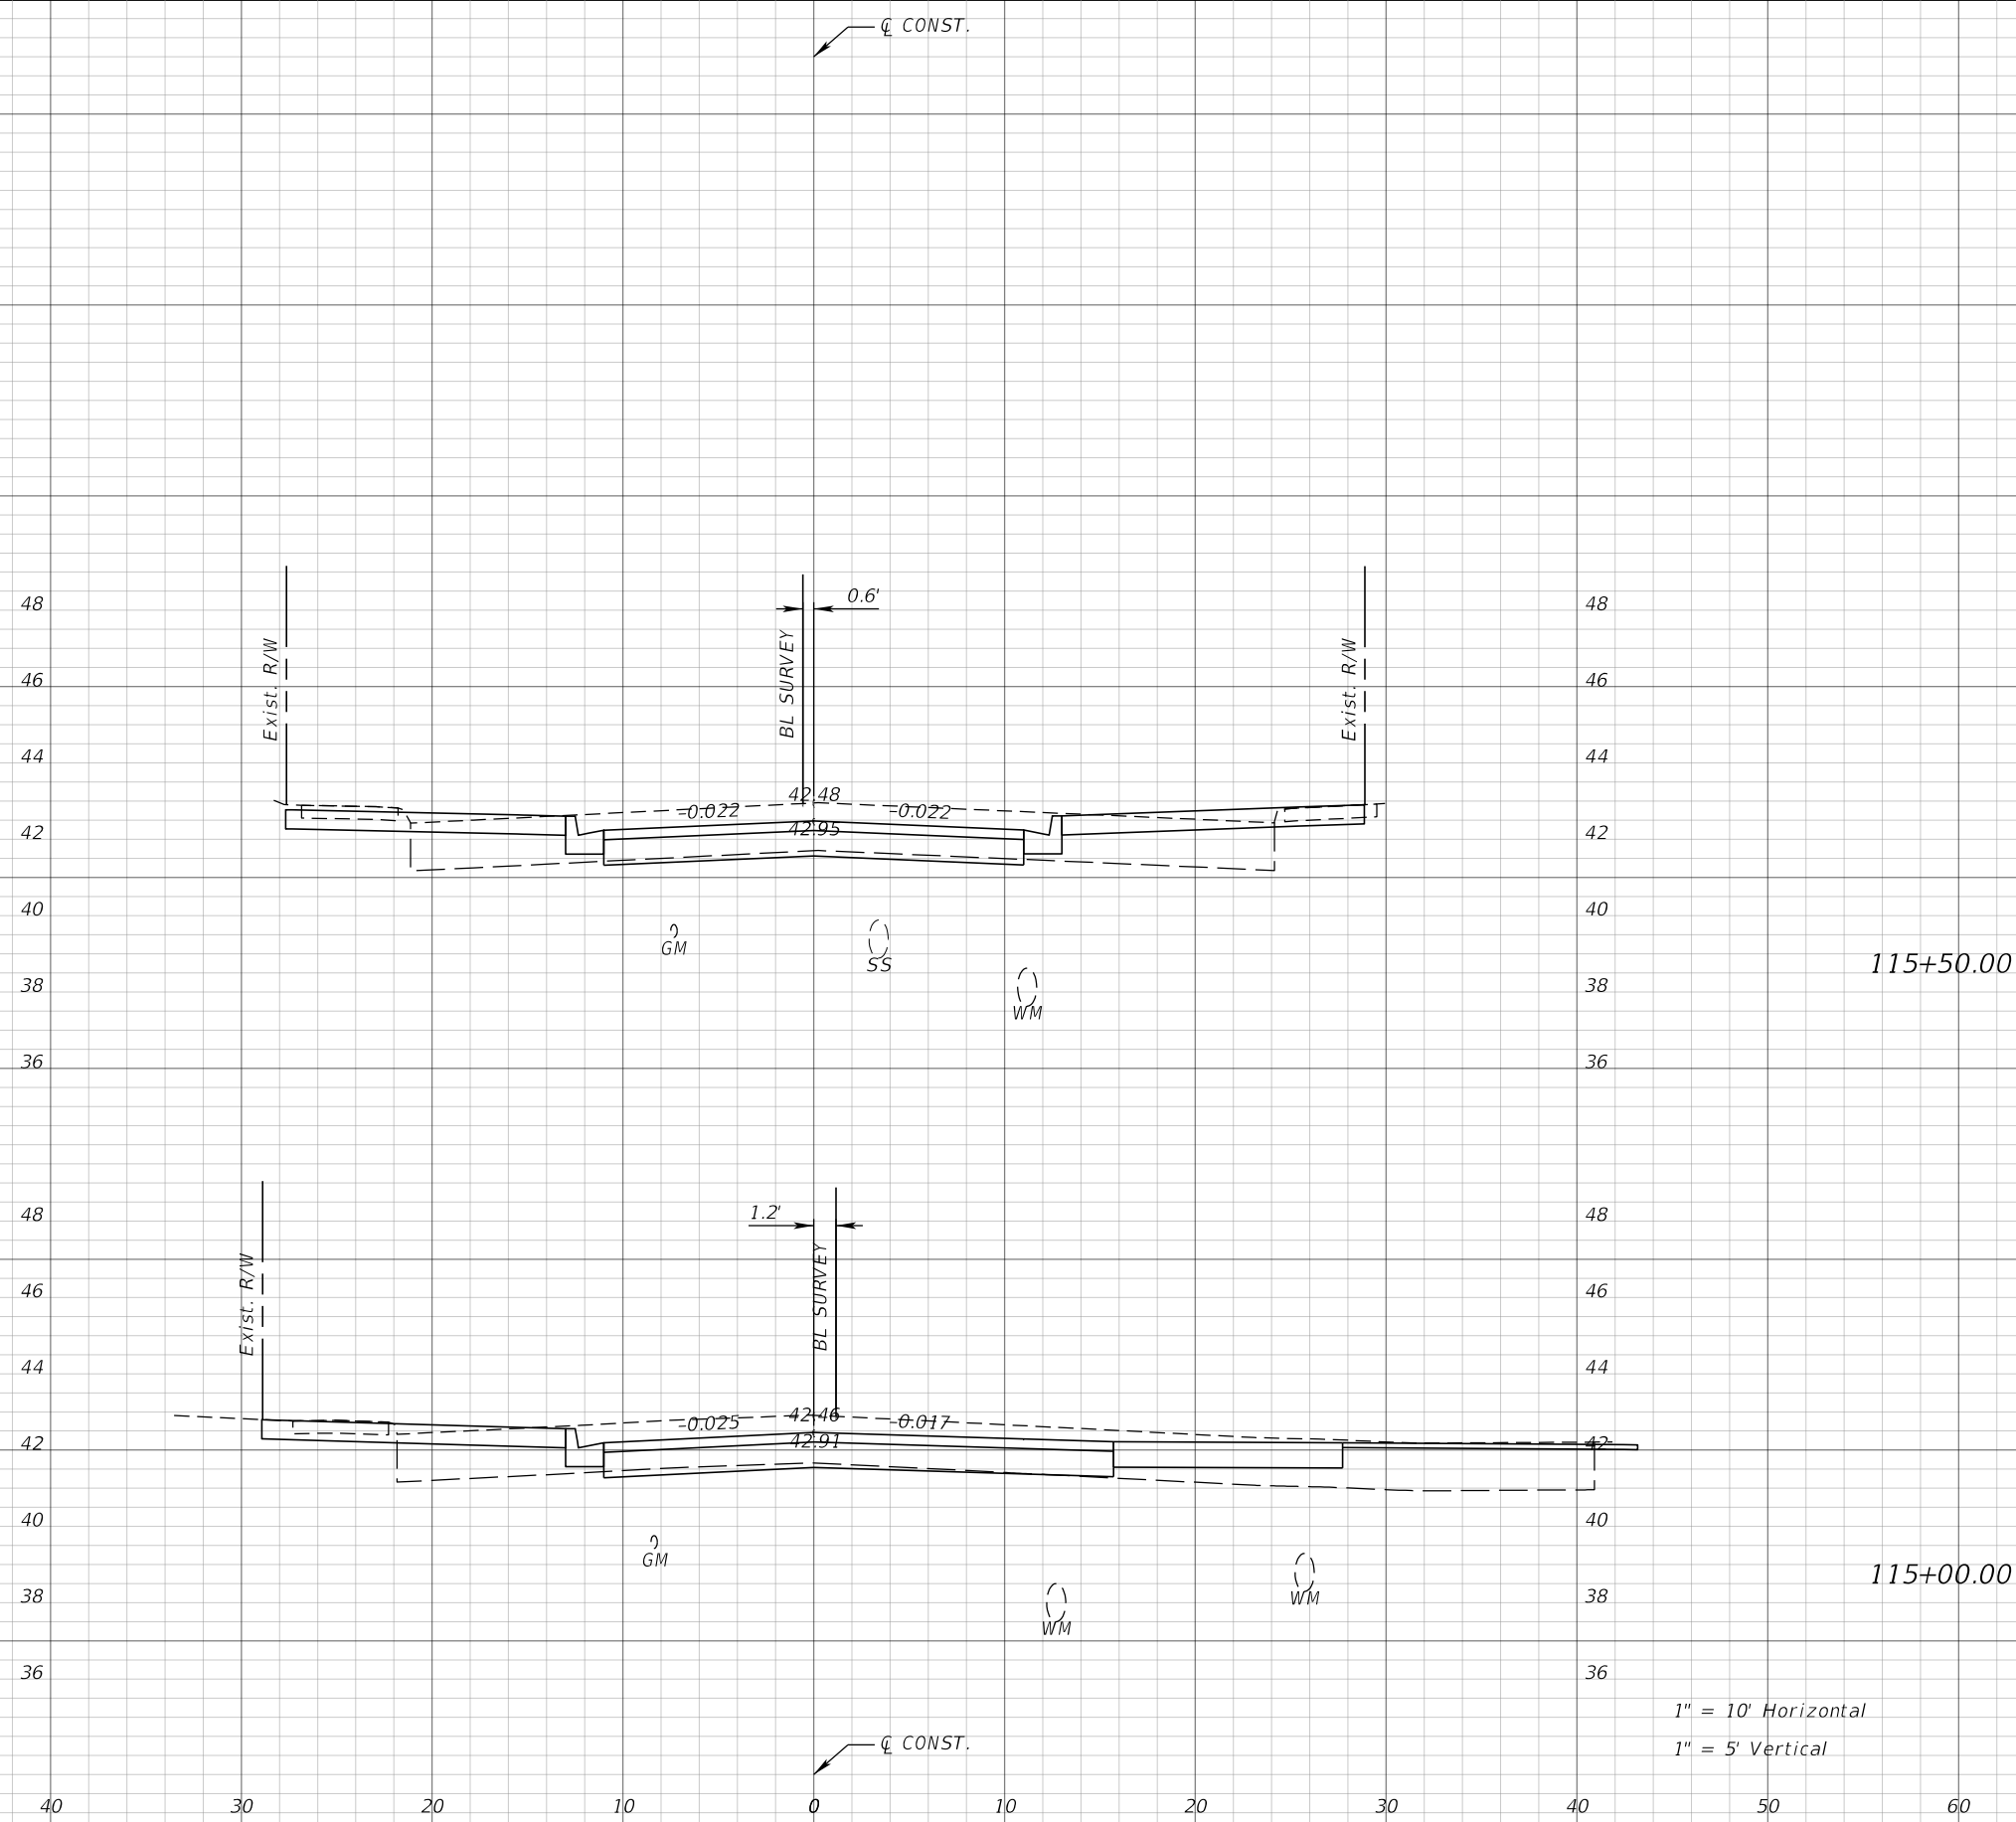 ℄ CONST.
0.6'
48 48
Exist. R/W BL SURVEY Exist. R/W
46 46
44 44
42.48
-0.022 -0.022
42.95
42 42
40 40
GM SS
115+50.00
38 38
WM
36 36
1.2'
48 48
Exist. R/W BL SURVEY
46 46
44 44
42.46
-0.025 -0.017
42.91
42 42
40 40
GM
115+00.00
38 WM 38
WM
36 36
1" = 10' Horizontal
℄ CONST.
1" = 5' Vertical
40 30 20 10 0 10 20 30 40 50 60